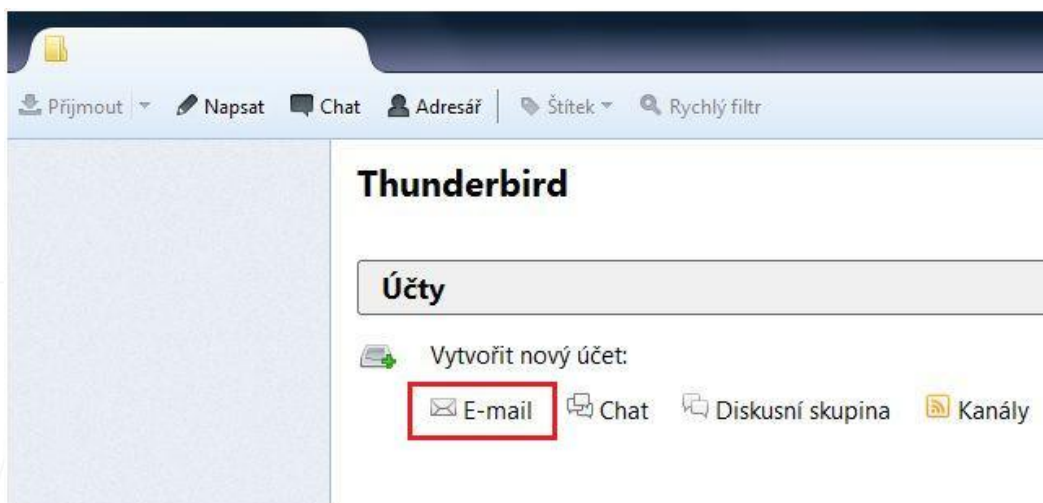 Přijmout Napsat Chat Adresář Štítek Rychlý filtr
Thunderbird
Účty
Vytvořit nový účet:
E-mail Chat Diskusní skupina Kanály